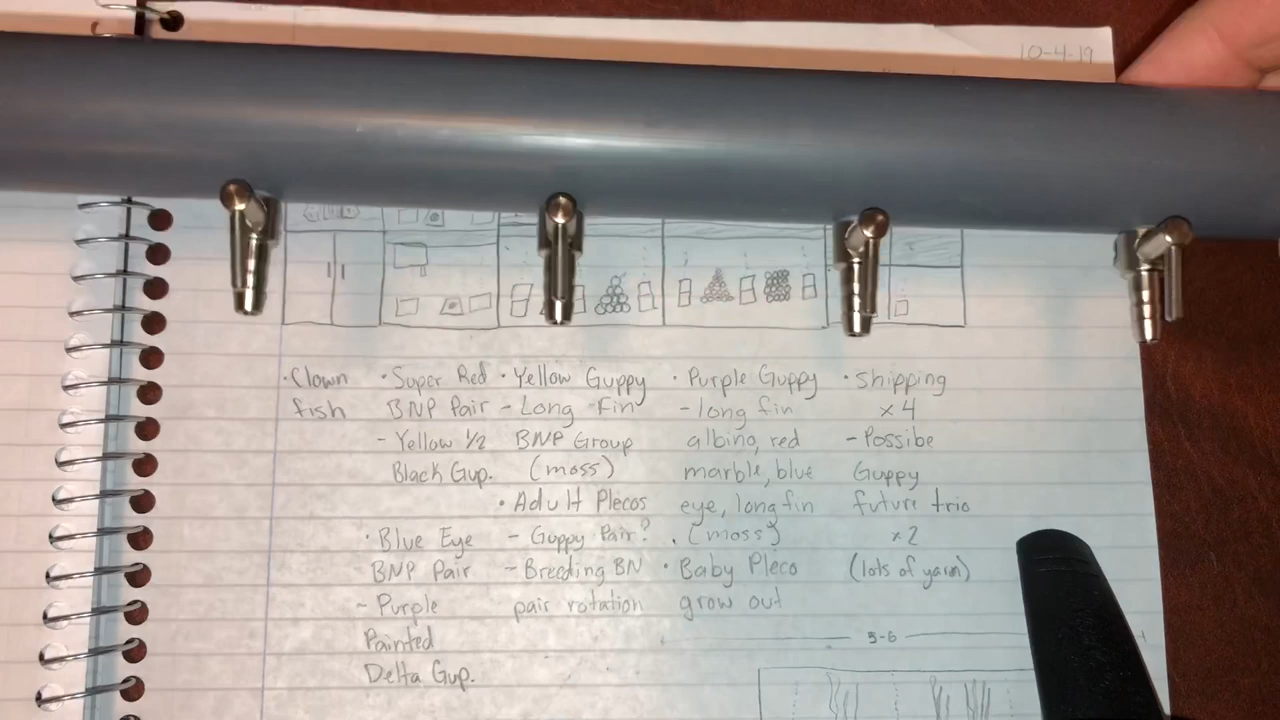 10-4-19
·Clown ·Super Red ·Yellow Guppy ·Purple Guppy ·Shipping
fish BNP Pair -Long Fin -long fin x4
-Yellow 1/2 BNP Group albino, red -Possibe
Black Gup. (moss) marble, blue Guppy
·Adult Plecos eye, long fin future trio
·Blue Eye -Guppy Pair? (moss) x2
BNP Pair -Breeding BN ·Baby Pleco (lots of yarn)
-Purple pair rotation grow out
Painted 5-6
Delta Gup.